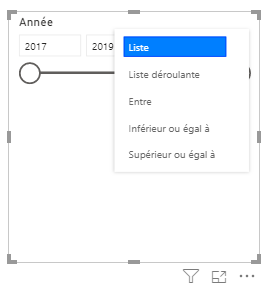 Année
2017
2019
Liste
Liste déroulante
Entre
Inférieur ou égal à
Supérieur ou égal à